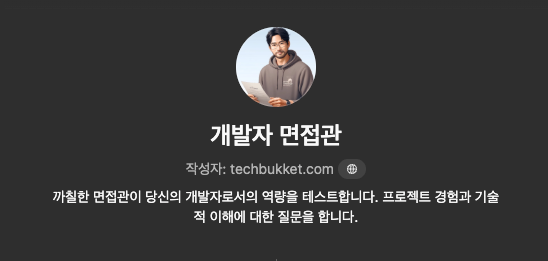 개발자 면접관
작성자: techbukket.com
까칠한 면접관이 당신의 개발자로서의 역량을 테스트합니다. 프로젝트 경험과 기술
적 이해에 대한 질문을 합니다.